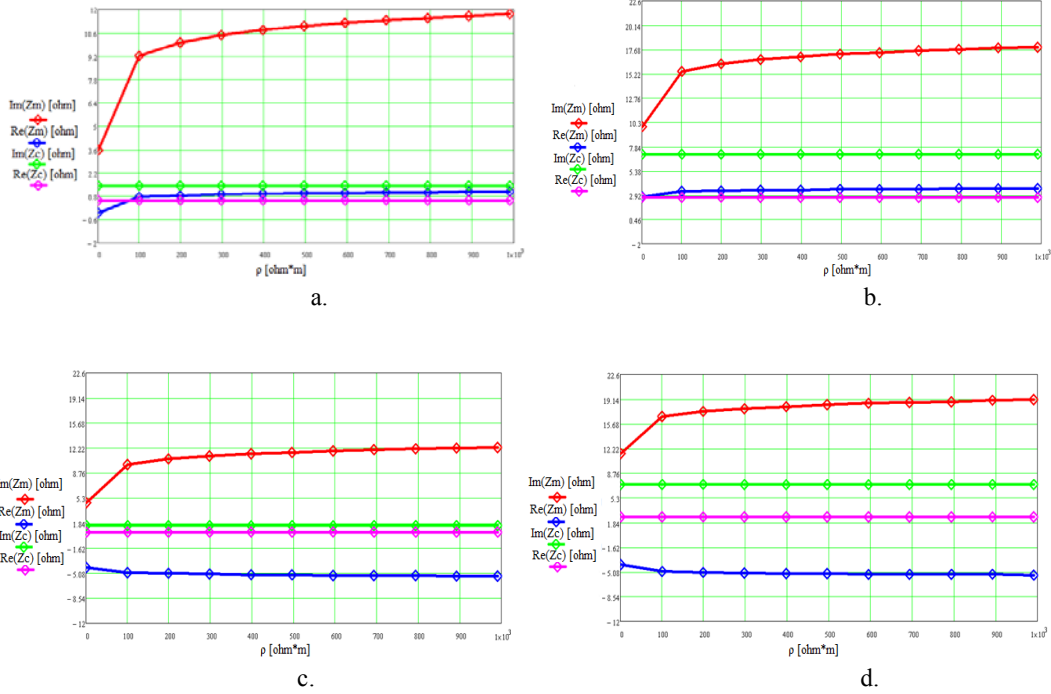 12
10.6
9.2
7.8
6.4
5
3.6
2.2
0.8
−0.6
−2
Im(Zm) [ohm]
Re(Zm) [ohm]
Im(Zc) [ohm]
Re(Zc) [ohm]
0 100 200 300 400 500 600 700 800 900 1×10³
ρ [ohm*m]
a.
22.6
20.14
17.68
15.22
12.76
10.3
7.84
5.38
2.92
0.46
−2
Im(Zm) [ohm]
Re(Zm) [ohm]
Im(Zc) [ohm]
Re(Zc) [ohm]
0 100 200 300 400 500 600 700 800 900 1×10³
ρ [ohm*m]
b.
22.6
19.14
15.68
12.22
8.76
5.3
1.84
−1.62
−5.08
−8.54
−12
m(Zm) [ohm]
Re(Zm) [ohm]
m(Zc) [ohm]
Re(Zc) [ohm]
0 100 200 300 400 500 600 700 800 900 1×10³
ρ [ohm*m]
c.
22.6
19.14
15.68
12.22
8.76
5.3
1.84
−1.62
−5.08
−8.54
−12
Im(Zm) [ohm]
Re(Zm) [ohm]
Im(Zc) [ohm]
Re(Zc) [ohm]
0 100 200 300 400 500 600 700 800 900 1×10³
ρ [ohm*m]
d.